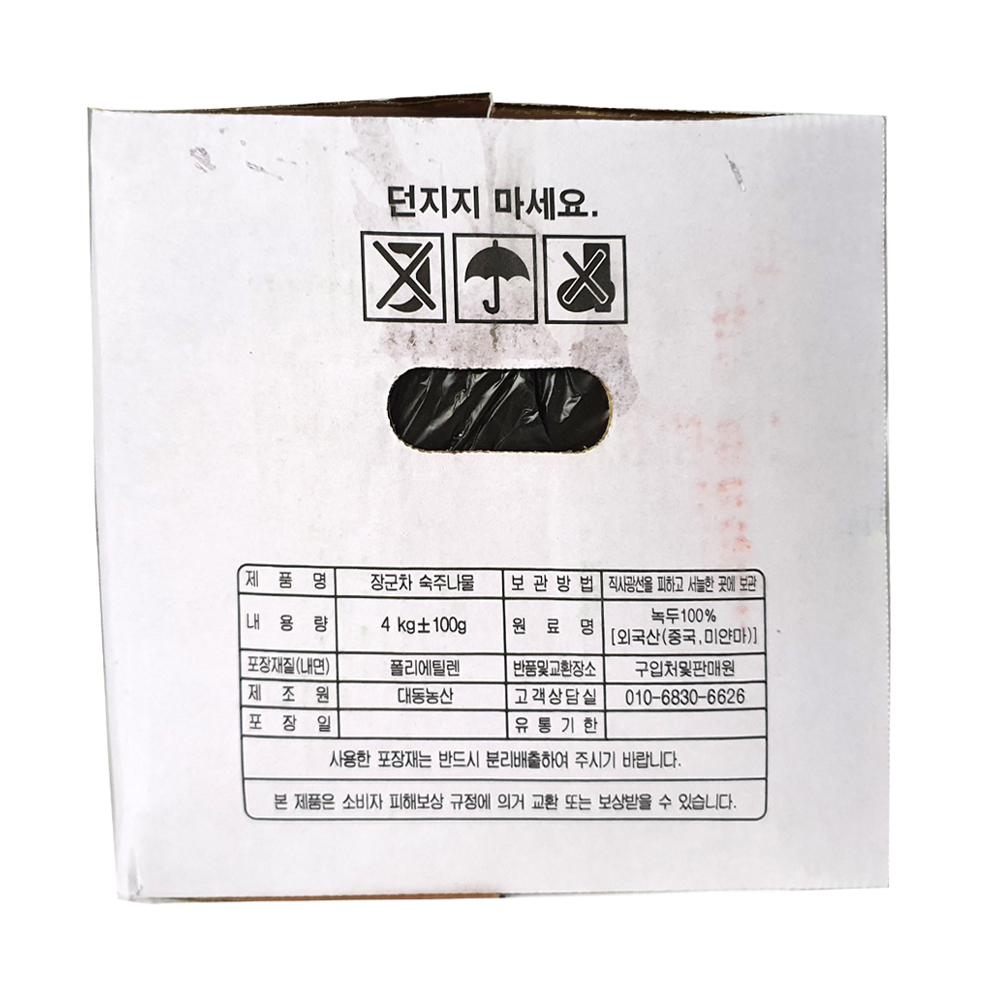 던지지 마세요.
제 품 명 장군차 숙주나물 보 관 방 법 직사광선을 피하고 서늘한 곳에 보관
내 용 량 4 kg±100g 원 료 명 녹두100%
[외국산(중국,미얀마)]
포장재질(내면) 폴리에틸렌 반품및교환장소 구입처및판매원
제 조 원 대동농산 고객상담실 010-6830-6626
포 장 일 유 통 기 한
사용한 포장재는 반드시 분리배출하여 주시기 바랍니다.
본 제품은 소비자 피해보상 규정에 의거 교환 또는 보상받을 수 있습니다.